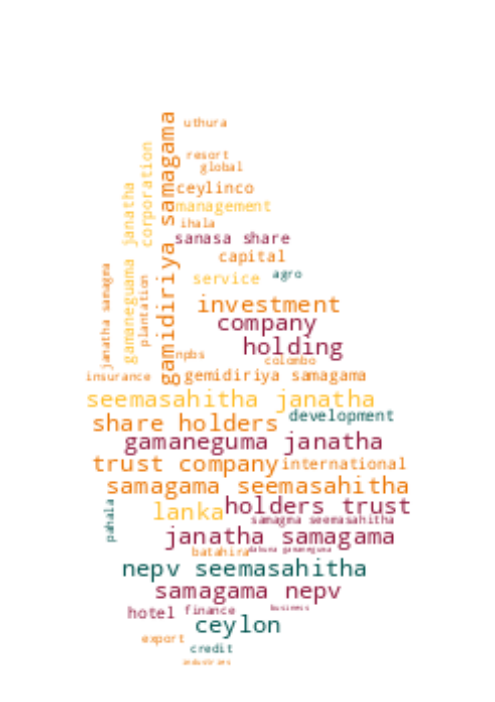 uthura
resort
global
ceylinco
management
ihala
sanasa share
capital
agro
service
investment
company
holding
npbs
colombo
gamidiriya samagama
corporation
gamaneguma janatha
plantation
janatha samagma
insurance
gemidiriya samagama
seemasahitha janatha
share holders
development
gamaneguma janatha
trust company
international
samagama seemasahitha
lanka
holders trust
samagma seemasahitha
pahala
janatha samagama
batahira
dakuna gamaneguma
nepv seemasahitha
samagama nepv
hotel
finance
business
ceylon
export
credit
industries